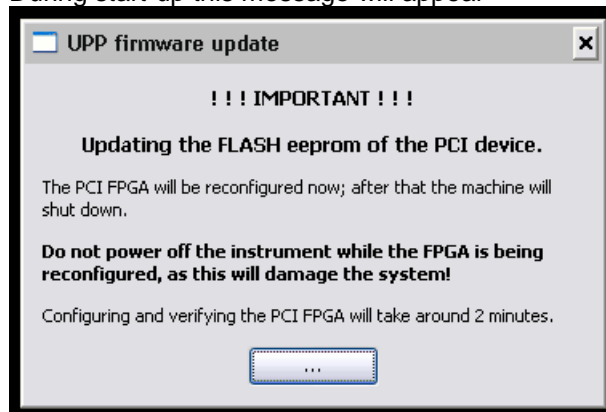 During start-up this message will appear
UPP firmware update
! ! ! IMPORTANT ! ! !
Updating the FLASH eeprom of the PCI device.
The PCI FPGA will be reconfigured now; after that the machine will
shut down.
Do not power off the instrument while the FPGA is being
reconfigured, as this will damage the system!
Configuring and verifying the PCI FPGA will take around 2 minutes.
...